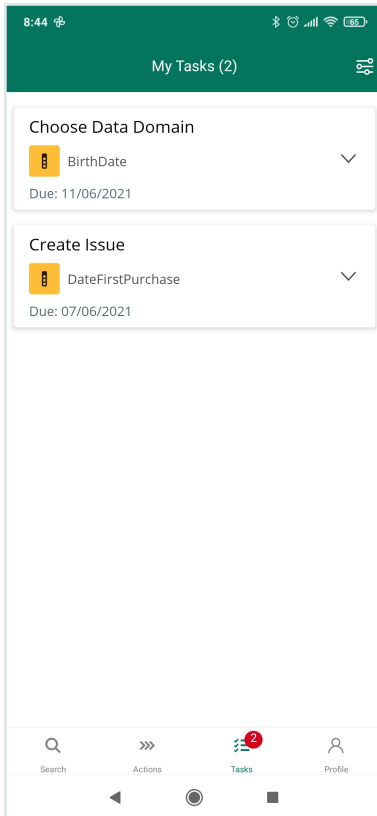 8:44
65
My Tasks (2)
Choose Data Domain
BirthDate
Due: 11/06/2021
Create Issue
DateFirstPurchase
Due: 07/06/2021
2
Search Actions Tasks Profile